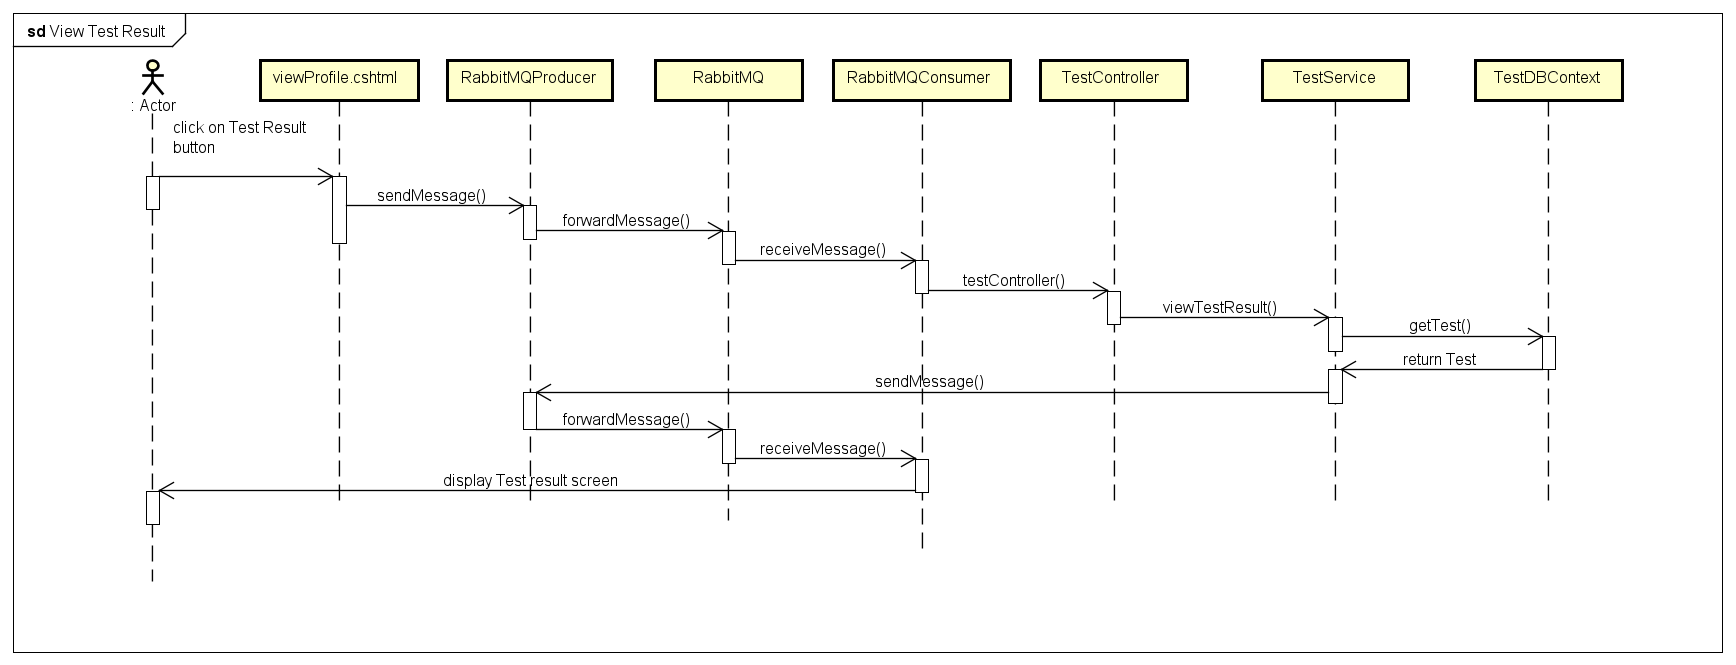 sd View Test Result
: Actor
viewProfile.cshtml
RabbitMQProducer
RabbitMQ
RabbitMQConsumer
TestController
TestService
TestDBContext
click on Test Result
button
sendMessage()
forwardMessage()
receiveMessage()
testController()
viewTestResult()
getTest()
return Test
sendMessage()
forwardMessage()
receiveMessage()
display Test result screen